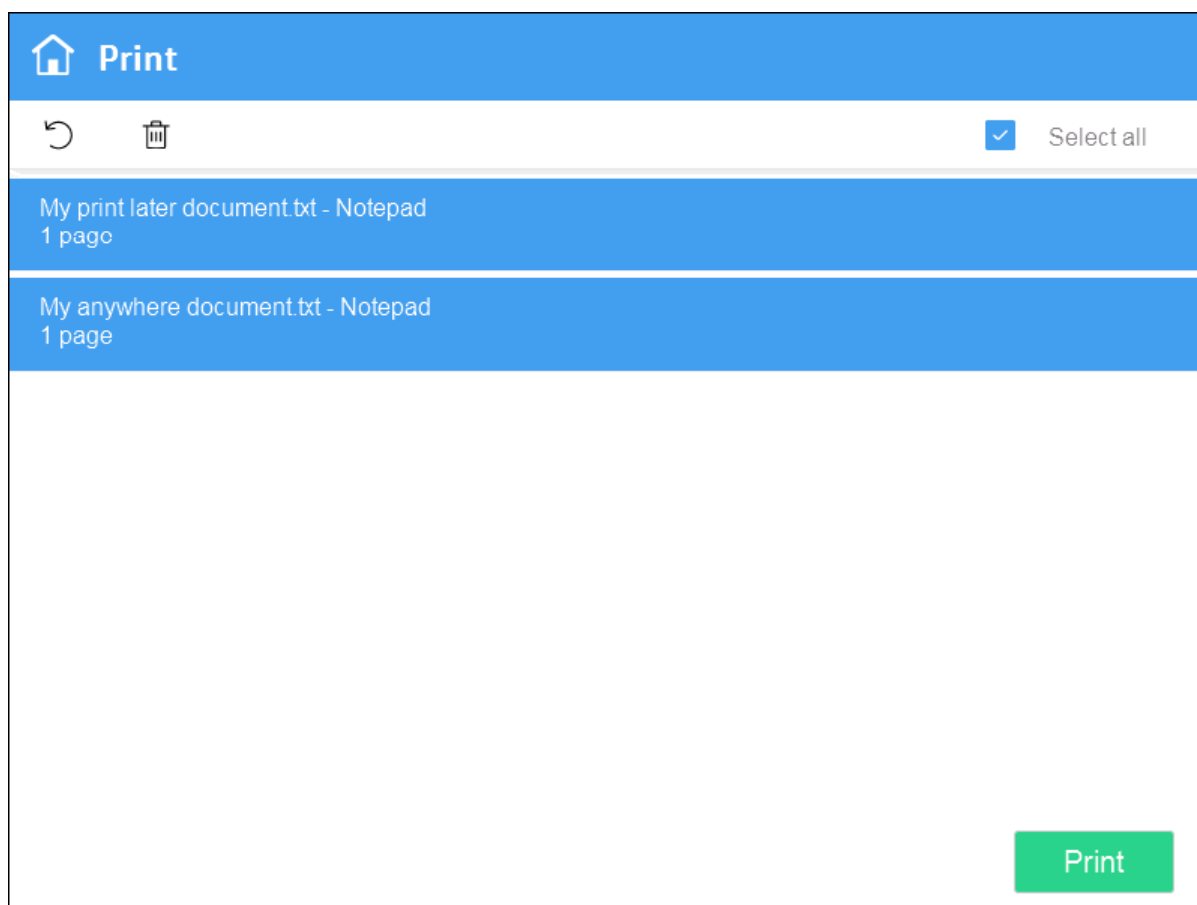 Print
Select all
My print later document.txt - Notepad
1 page
My anywhere document.txt - Notepad
1 page
Print